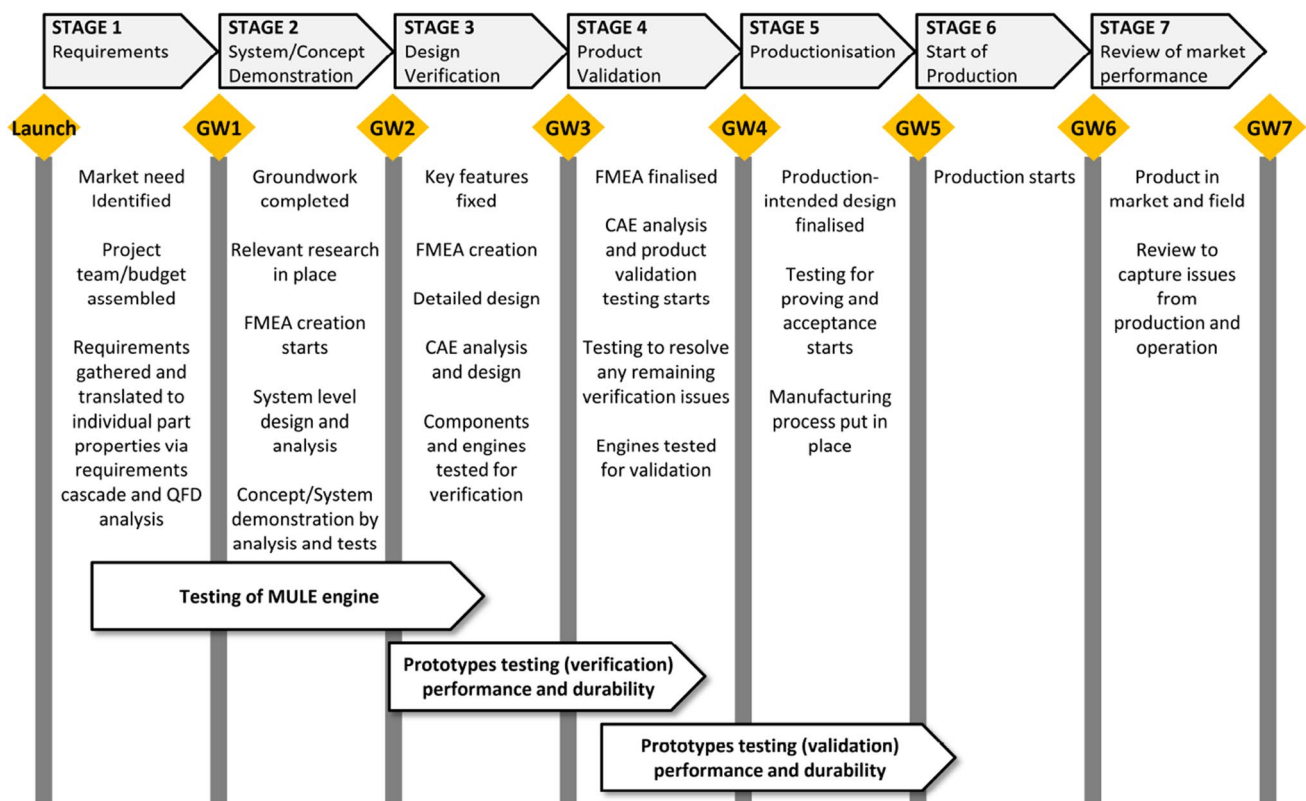 STAGE 1
Requirements
STAGE 2
System/Concept
Demonstration
STAGE 3
Design
Verification
STAGE 4
Product
Validation
STAGE 5
Productionisation
STAGE 6
Start of
Production
STAGE 7
Review of market
performance
Launch
GW1
GW2
GW3
GW4
GW5
GW6
GW7
Market need
Identified
Project
team/budget
assembled
Requirements
gathered and
translated to
individual part
properties via
requirements
cascade and QFD
analysis
Groundwork
completed
Relevant research
in place
FMEA creation
starts
System level
design and
analysis
Concept/System
demonstration by
analysis and tests
Key features
fixed
FMEA creation
Detailed design
CAE analysis
and design
Components
and engines
tested for
verification
FMEA finalised
CAE analysis
and product
validation
testing starts
Testing to resolve
any remaining
verification issues
Engines tested
for validation
Production-
intended design
finalised
Testing for
proving and
acceptance
starts
Manufacturing
process put in
place
Production starts
Product in
market and field
Review to
capture issues
from
production and
operation
Testing of MULE engine
Prototypes testing (verification)
performance and durability
Prototypes testing (validation)
performance and durability